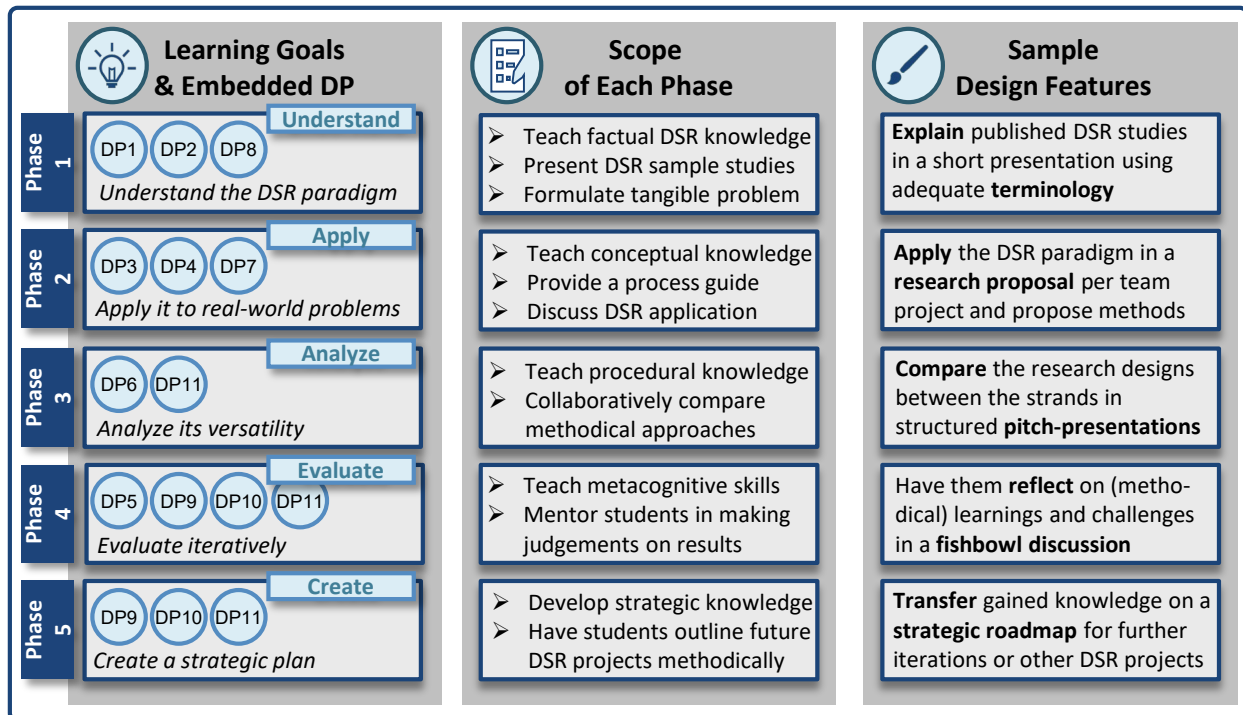 Learning Goals
& Embedded DP
Scope
of Each Phase
Sample
Design Features
Phase
1
Understand
DP1 DP2 DP8
Understand the DSR paradigm
➢ Teach factual DSR knowledge
➢ Present DSR sample studies
➢ Formulate tangible problem
Explain published DSR studies
in a short presentation using
adequate terminology
Phase
2
Apply
DP3 DP4 DP7
Apply it to real-world problems
➢ Teach conceptual knowledge
➢ Provide a process guide
➢ Discuss DSR application
Apply the DSR paradigm in a
research proposal per team
project and propose methods
Phase
3
Analyze
DP6 DP11
Analyze its versatility
➢ Teach procedural knowledge
➢ Collaboratively compare
methodical approaches
Compare the research designs
between the strands in
structured pitch-presentations
Phase
4
Evaluate
DP5 DP9 DP10 DP11
Evaluate iteratively
➢ Teach metacognitive skills
➢ Mentor students in making
judgements on results
Have them reflect on (metho-
dical) learnings and challenges
in a fishbowl discussion
Phase
5
Create
DP9 DP10 DP11
Create a strategic plan
➢ Develop strategic knowledge
➢ Have students outline future
DSR projects methodically
Transfer gained knowledge on a
strategic roadmap for further
iterations or other DSR projects